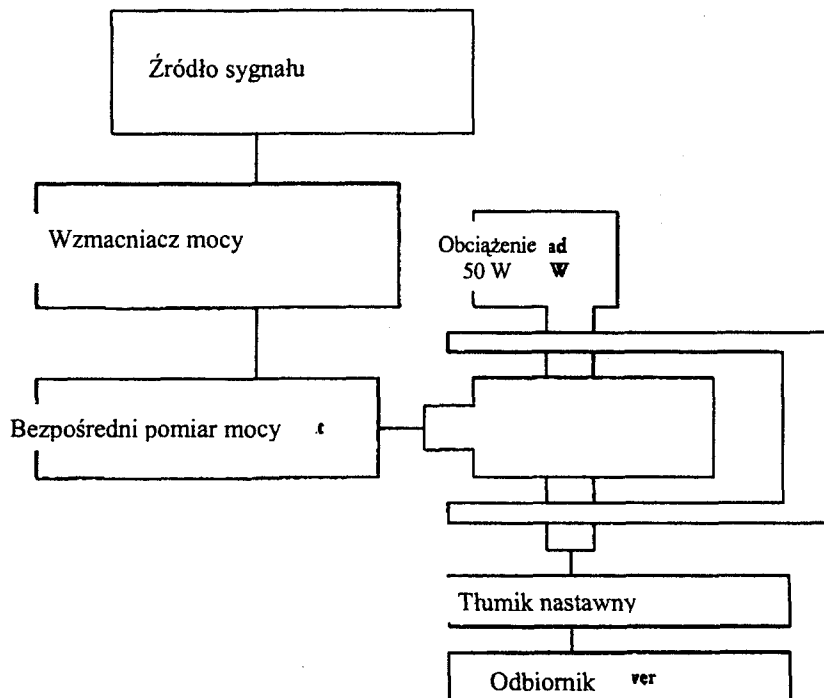 Źródło sygnału
Wzmacniacz mocy
Obciążenie ad
50 W W
Bezpośredni pomiar mocy t
Tłumik nastawny
Odbiornik ver